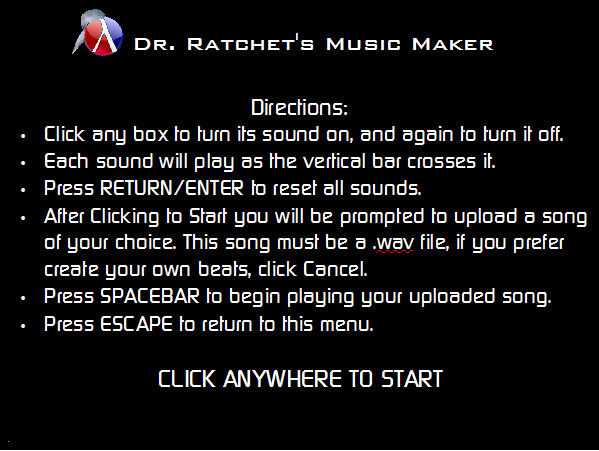 Dr. Ratchet's Music Maker
Directions:
• Click any box to turn its sound on, and again to turn it off.
• Each sound will play as the vertical bar crosses it.
• Press RETURN/ENTER to reset all sounds.
• After Clicking to Start you will be prompted to upload a song
of your choice. This song must be a .wav file, if you prefer
create your own beats, click Cancel.
• Press SPACEBAR to begin playing your uploaded song.
• Press ESCAPE to return to this menu.
CLICK ANYWHERE TO START